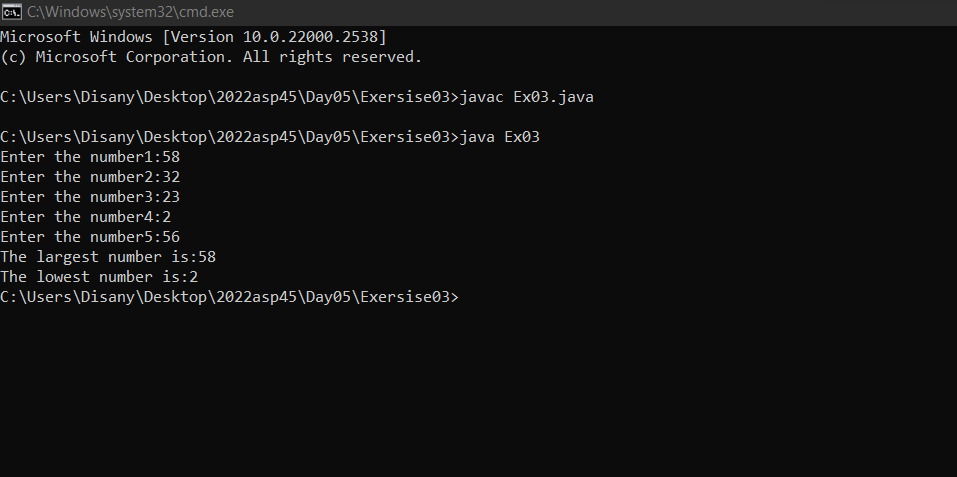 C:\Windows\system32\cmd.exe
Microsoft Windows [Version 10.0.22000.2538]
(c) Microsoft Corporation. All rights reserved.
C:\Users\Disany\Desktop\2022asp45\Day05\Exersise03>javac Ex03.java
C:\Users\Disany\Desktop\2022asp45\Day05\Exersise03>java Ex03
Enter the number1:58
Enter the number2:32
Enter the number3:23
Enter the number4:2
Enter the number5:56
The largest number is:58
The lowest number is:2
C:\Users\Disany\Desktop\2022asp45\Day05\Exersise03>